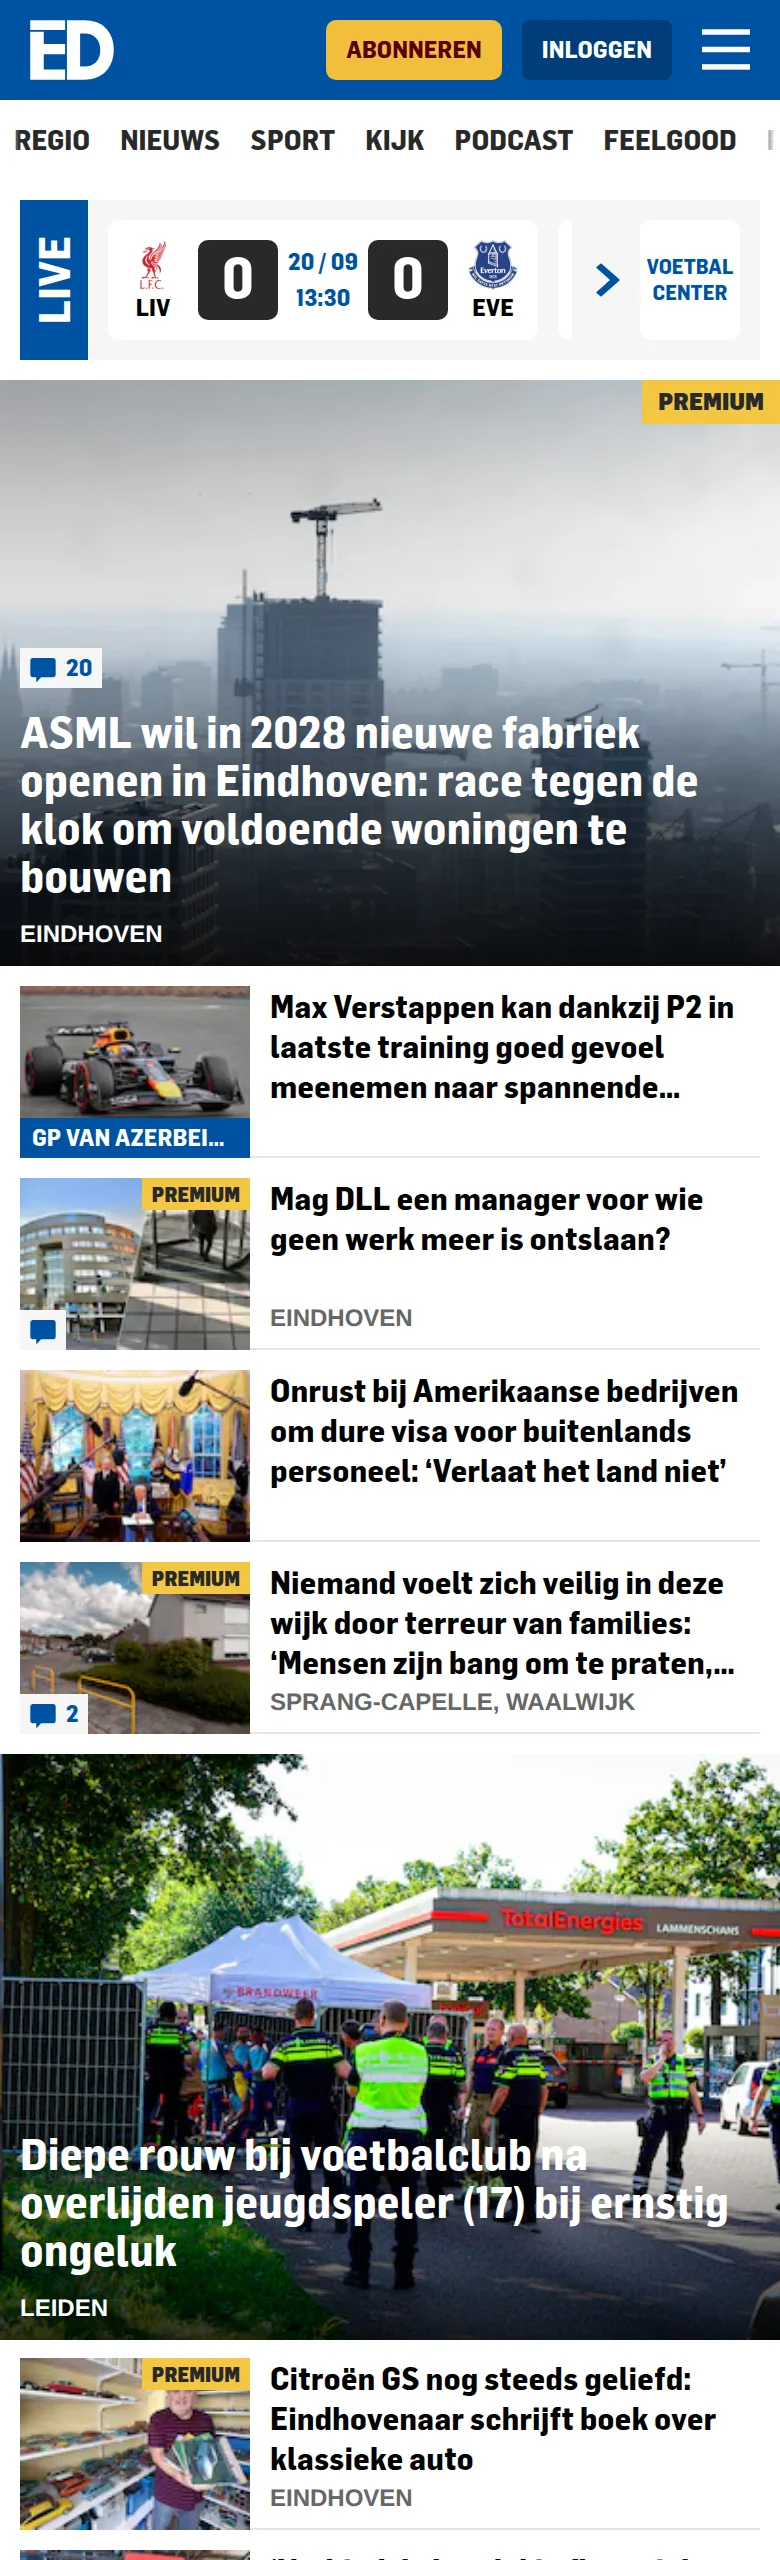 ED
ABONNEREN
INLOGGEN
REGIO NIEUWS SPORT KIJK PODCAST FEELGOOD
LIVE
L.F.C.
LIV
0
20 / 09
13:30
0
Everton
EVE
VOETBAL
CENTER
PREMIUM
20
ASML wil in 2028 nieuwe fabriek
openen in Eindhoven: race tegen de
klok om voldoende woningen te
bouwen
EINDHOVEN
GP VAN AZERBEI...
Max Verstappen kan dankzij P2 in
laatste training goed gevoel
meenemen naar spannende...
PREMIUM
Mag DLL een manager voor wie
geen werk meer is ontslaan?
EINDHOVEN
Onrust bij Amerikaanse bedrijven
om dure visa voor buitenlands
personeel: ‘Verlaat het land niet’
PREMIUM
2
Niemand voelt zich veilig in deze
wijk door terreur van families:
‘Mensen zijn bang om te praten,...
SPRANG-CAPELLE, WAALWIJK
TotalEnergies LAMMENSCHANS
BRANDWEER
Diepe rouw bij voetbalclub na
overlijden jeugdspeler (17) bij ernstig
ongeluk
LEIDEN
PREMIUM
Citroën GS nog steeds geliefd:
Eindhovenaar schrijft boek over
klassieke auto
EINDHOVEN